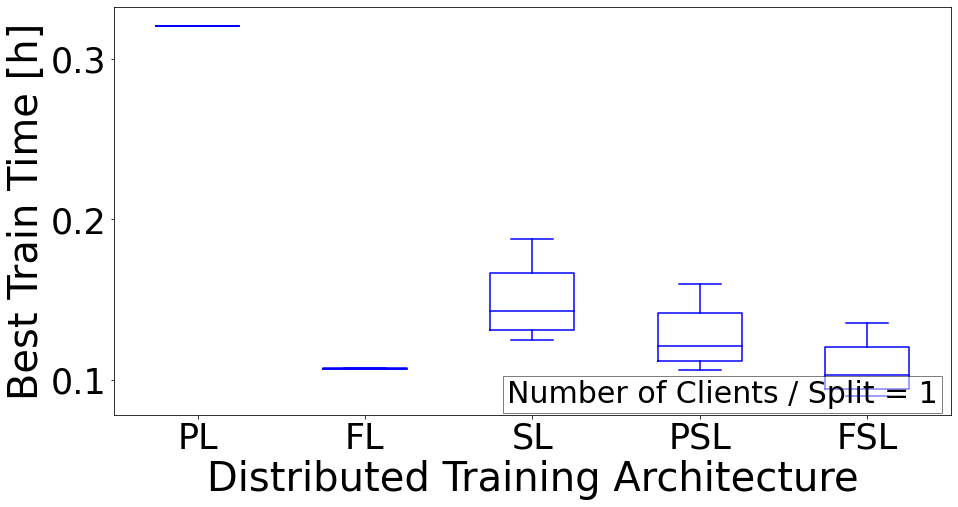 Best Train Time [h]
0.3
0.2
0.1
Number of Clients / Split = 1
PL FL SL PSL FSL
Distributed Training Architecture